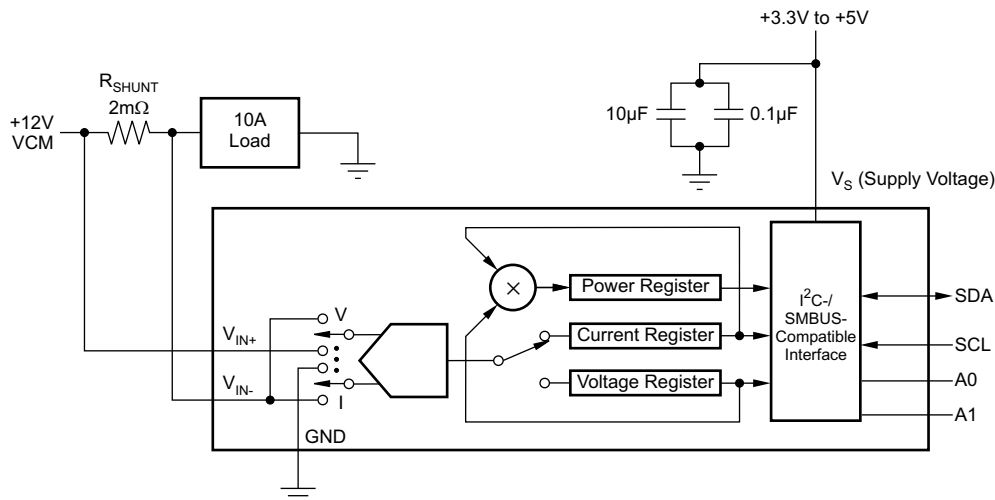 +3.3V to +5V
R_SHUNT
2mΩ
+12V
VCM
10A
Load
10µF
0.1µF
V_S (Supply Voltage)
×
Power Register
Current Register
Voltage Register
I²C-/
SMBUS-
Compatible
Interface
SDA
SCL
A0
A1
V
V_IN+
V_IN-
I
GND